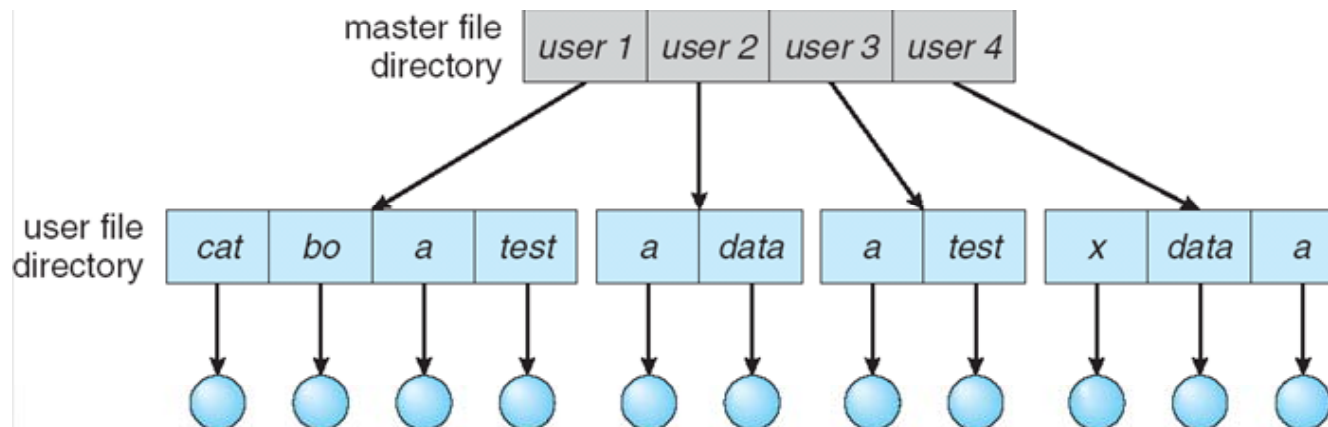 master file directory
user 1 user 2 user 3 user 4
user file directory
cat bo a test a data a test x data a